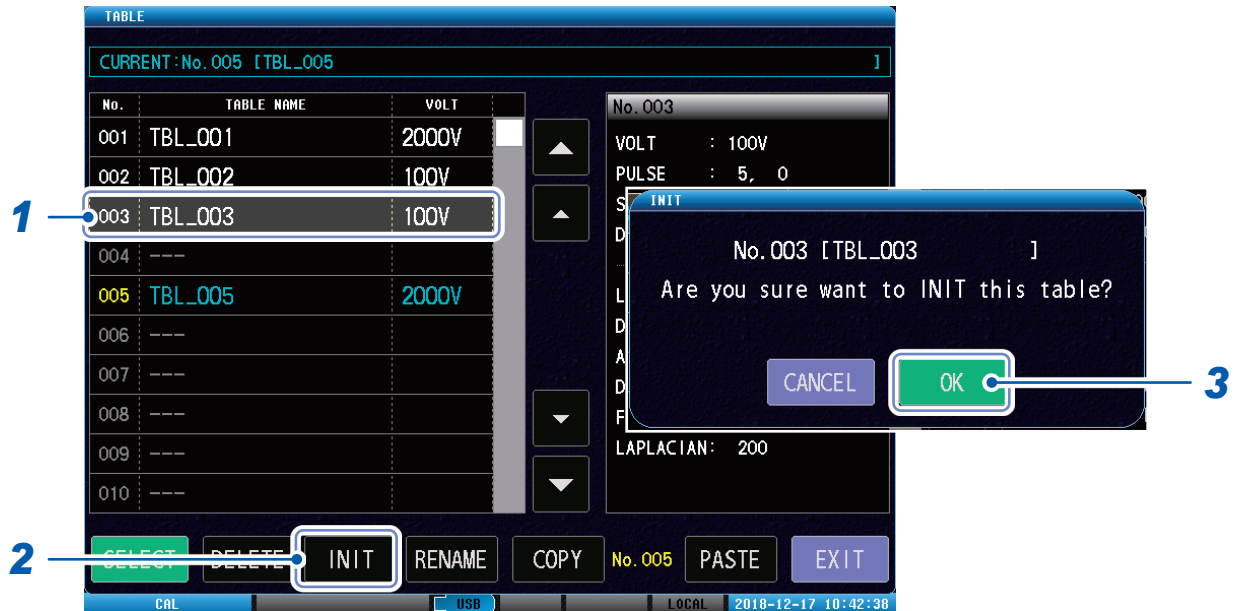 TABLE
CURRENT:No.005 [TBL_005 ]
No. TABLE NAME VOLT
001 TBL_001 2000V
002 TBL_002 100V
1
003 TBL_003 100V
004 ---
005 TBL_005 2000V
006 ---
007 ---
008 ---
009 ---
010 ---
No.003
VOLT : 100V
PULSE : 5, 0
S
D
L
D
A
D
F
LAPLACIAN: 200
INIT
No.003 [TBL_003 ]
Are you sure want to INIT this table?
CANCEL OK
3
2
SELECT DELETE INIT RENAME COPY No.005 PASTE EXIT
CAL USB LOCAL 2018-12-17 10:42:38